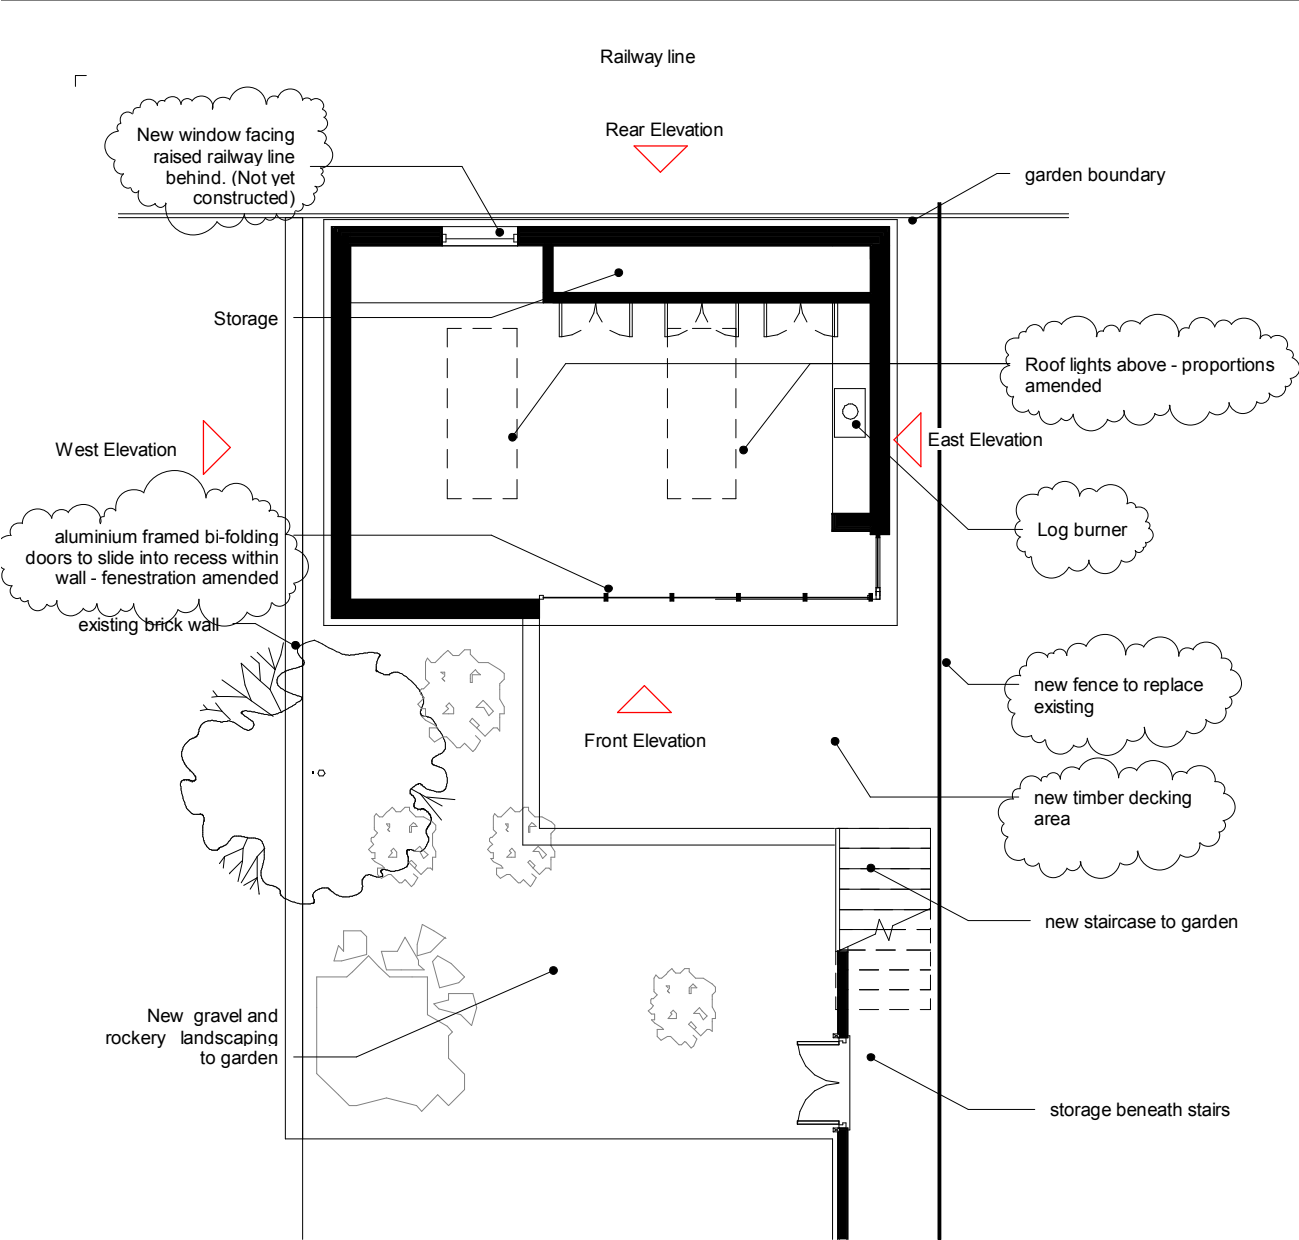 Railway line
Rear Elevation
New window facing
raised railway line
behind. (Not yet
constructed)
garden boundary
Storage
Roof lights above - proportions
amended
West Elevation
East Elevation
aluminium framed bi-folding
doors to slide into recess within
wall - fenestration amended
Log burner
existing brick wall
new fence to replace
existing
Front Elevation
new timber decking
area
new staircase to garden
New gravel and
rockery landscaping
to garden
storage beneath stairs